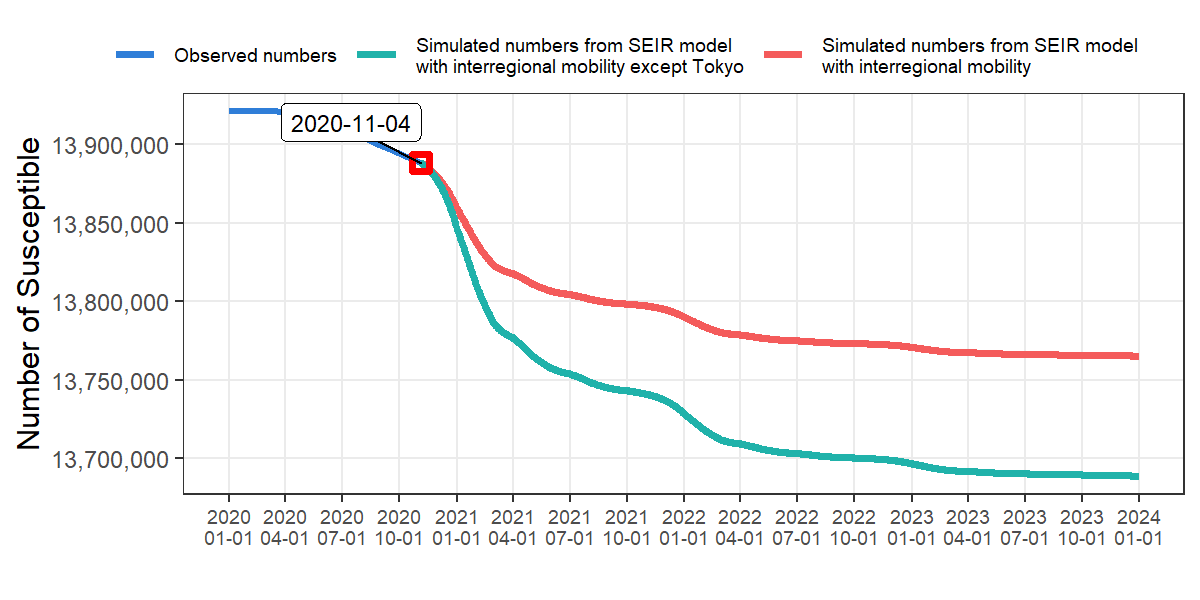 Observed numbers
Simulated numbers from SEIR model
with interregional mobility except Tokyo
Simulated numbers from SEIR model
with interregional mobility
Number of Susceptible
13,900,000
13,850,000
13,800,000
13,750,000
13,700,000
2020-11-04
2020 2020 2020 2020 2021 2021 2021 2021 2022 2022 2022 2022 2023 2023 2023 2023 2024
01-01 04-01 07-01 10-01 01-01 04-01 07-01 10-01 01-01 04-01 07-01 10-01 01-01 04-01 07-01 10-01 01-01